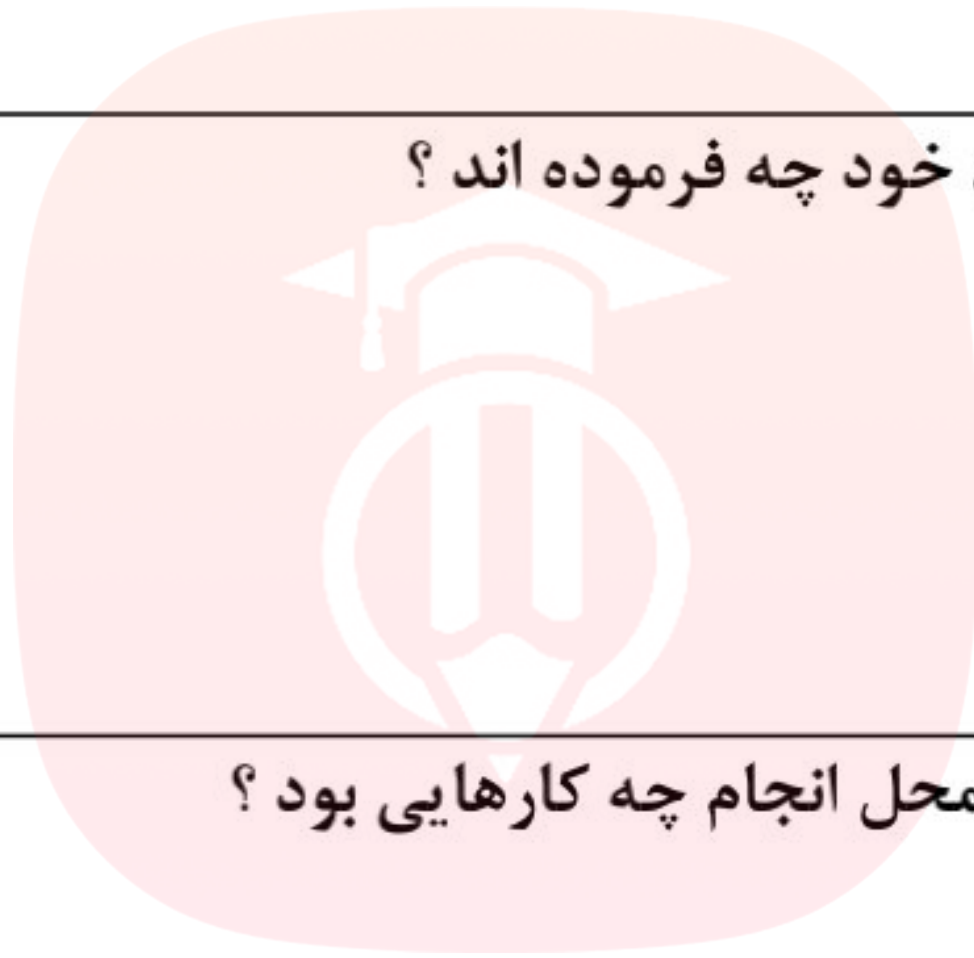 خود چه فرموده اند ؟
محل انجام چه کارهایی بود ؟